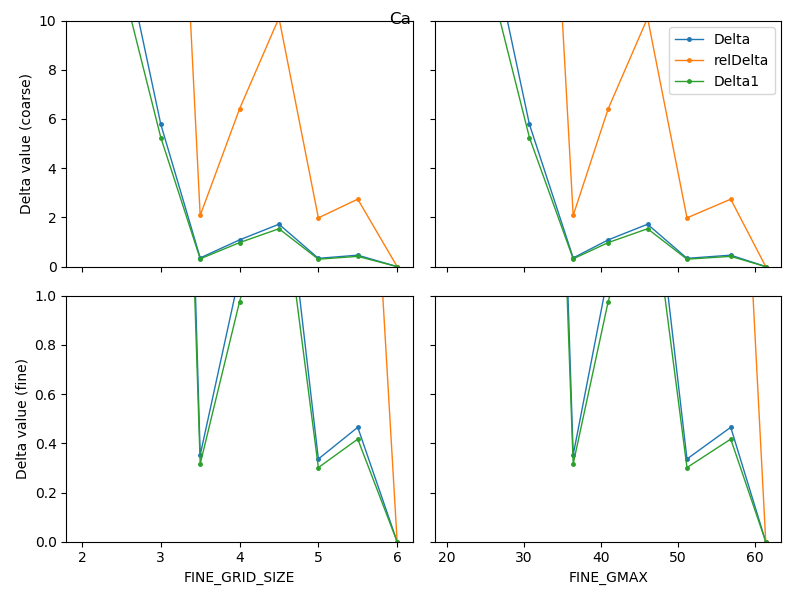 Ca
Delta value (coarse)
10
8
6
4
2
0
Delta
relDelta
Delta1
Delta value (fine)
1.0
0.8
0.6
0.4
0.2
0.0
2 3 4 5 6
FINE_GRID_SIZE
20 30 40 50 60
FINE_GMAX